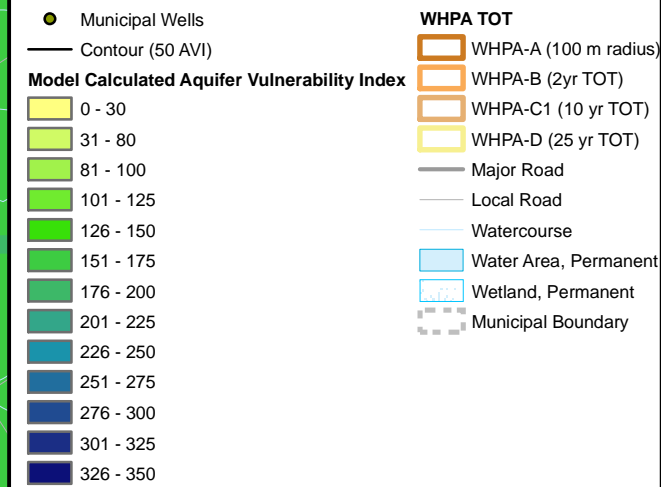 Municipal Wells
Contour (50 AVI)
Model Calculated Aquifer Vulnerability Index
0 - 30
31 - 80
81 - 100
101 - 125
126 - 150
151 - 175
176 - 200
201 - 225
226 - 250
251 - 275
276 - 300
301 - 325
326 - 350
WHPA TOT
WHPA-A (100 m radius)
WHPA-B (2yr TOT)
WHPA-C1 (10 yr TOT)
WHPA-D (25 yr TOT)
Major Road
Local Road
Watercourse
Water Area, Permanent
Wetland, Permanent
Municipal Boundary